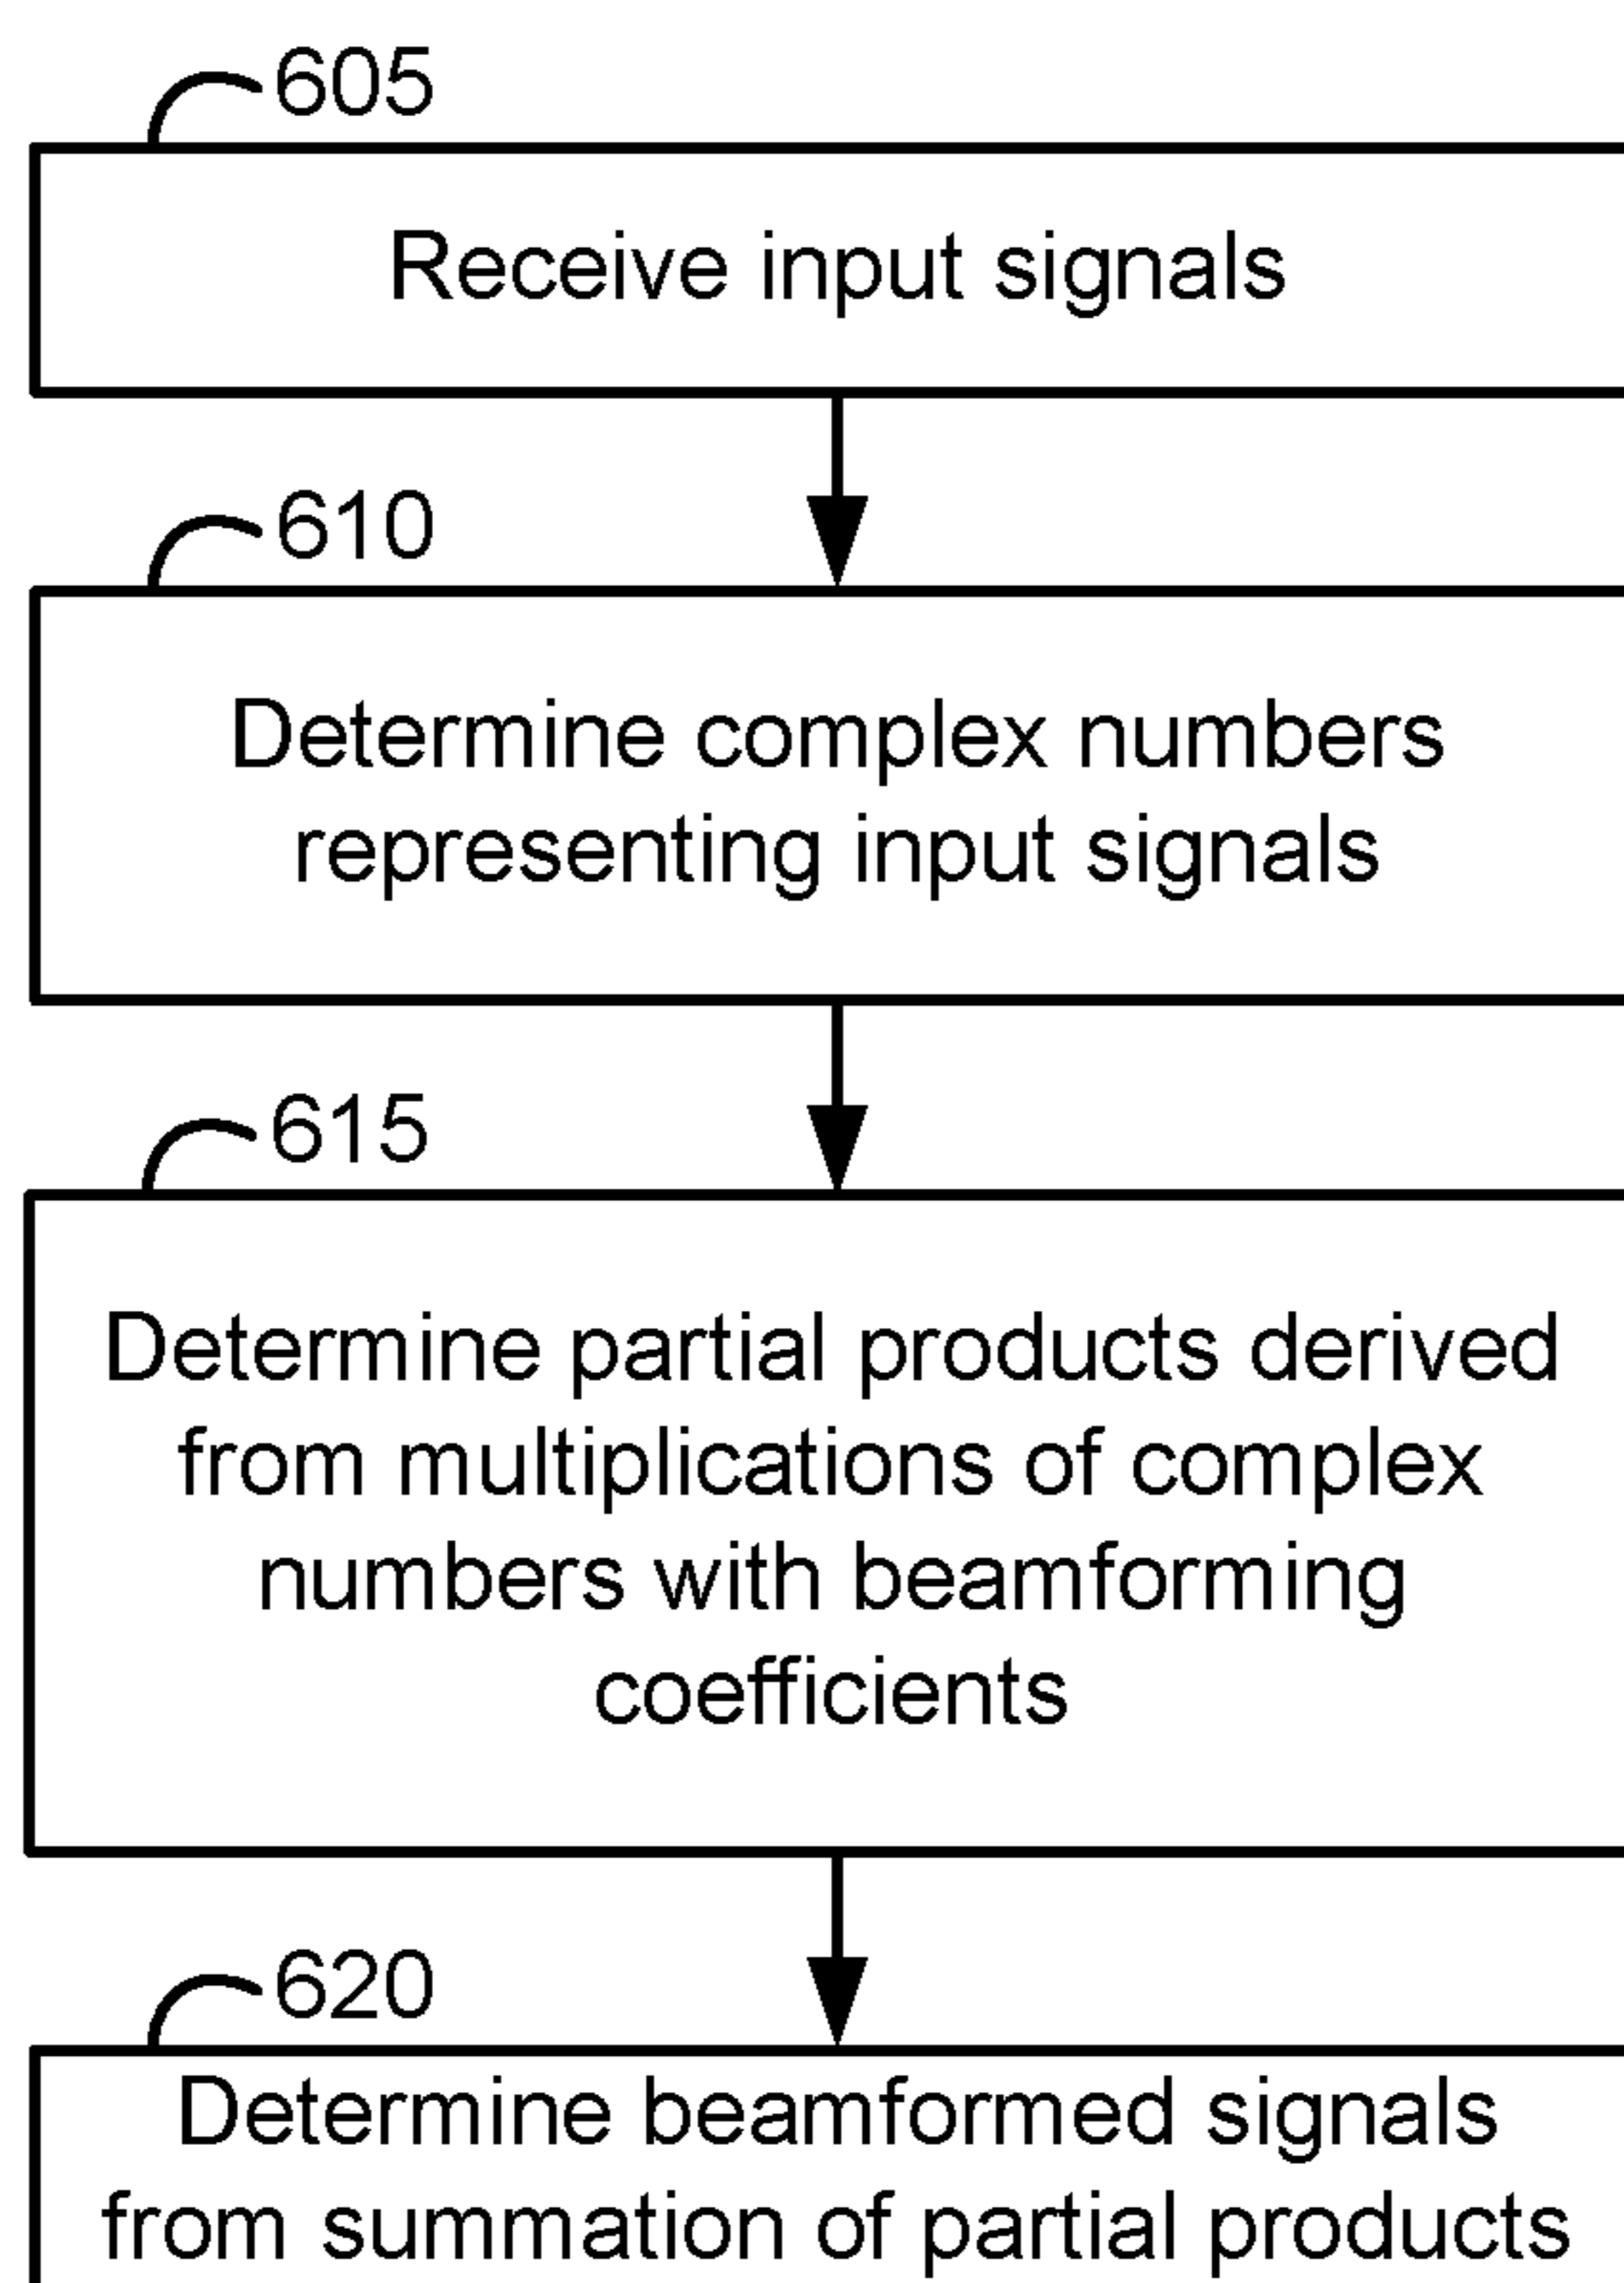 605
Receive input signals
610
Determine complex numbers
representing input signals
615
Determine partial products derived
from multiplications of complex
numbers with beamforming
coefficients
620
Determine beamformed signals
from summation of partial products